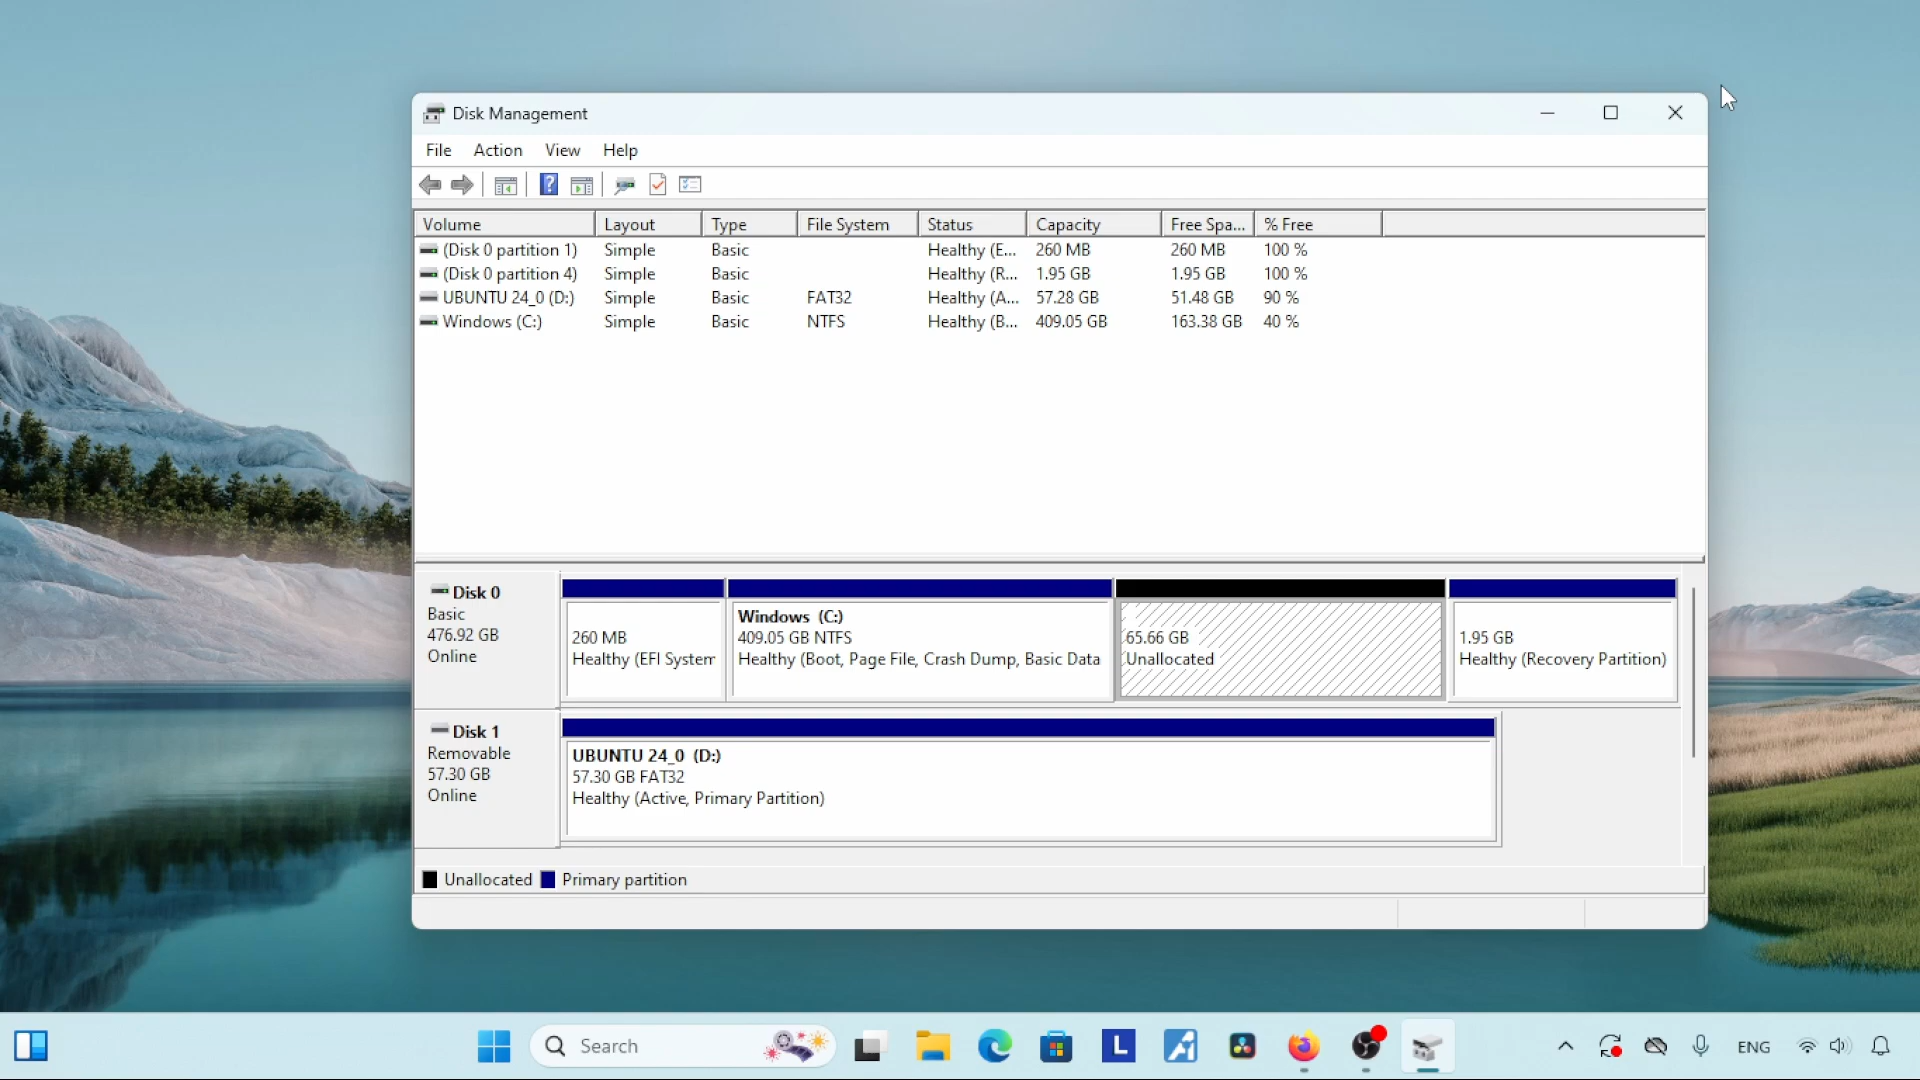 Disk Management
File Action View Help
Volume Layout Type File System Status Capacity Free Spa... % Free
(Disk 0 partition 1) Simple Basic Healthy (E... 260 MB 260 MB 100 %
(Disk 0 partition 4) Simple Basic Healthy (R... 1.95 GB 1.95 GB 100 %
UBUNTU 24_0 (D:) Simple Basic FAT32 Healthy (A... 57.28 GB 51.48 GB 90 %
Windows (C:) Simple Basic NTFS Healthy (B... 409.05 GB 163.38 GB 40 %
Disk 0
Basic
476.92 GB
Online
260 MB
Healthy (EFI System
Windows (C:)
409.05 GB NTFS
Healthy (Boot, Page File, Crash Dump, Basic Data
65.66 GB
Unallocated
1.95 GB
Healthy (Recovery Partition)
Disk 1
Removable
57.30 GB
Online
UBUNTU 24_0 (D:)
57.30 GB FAT32
Healthy (Active, Primary Partition)
Unallocated Primary partition
Search
L
ENG